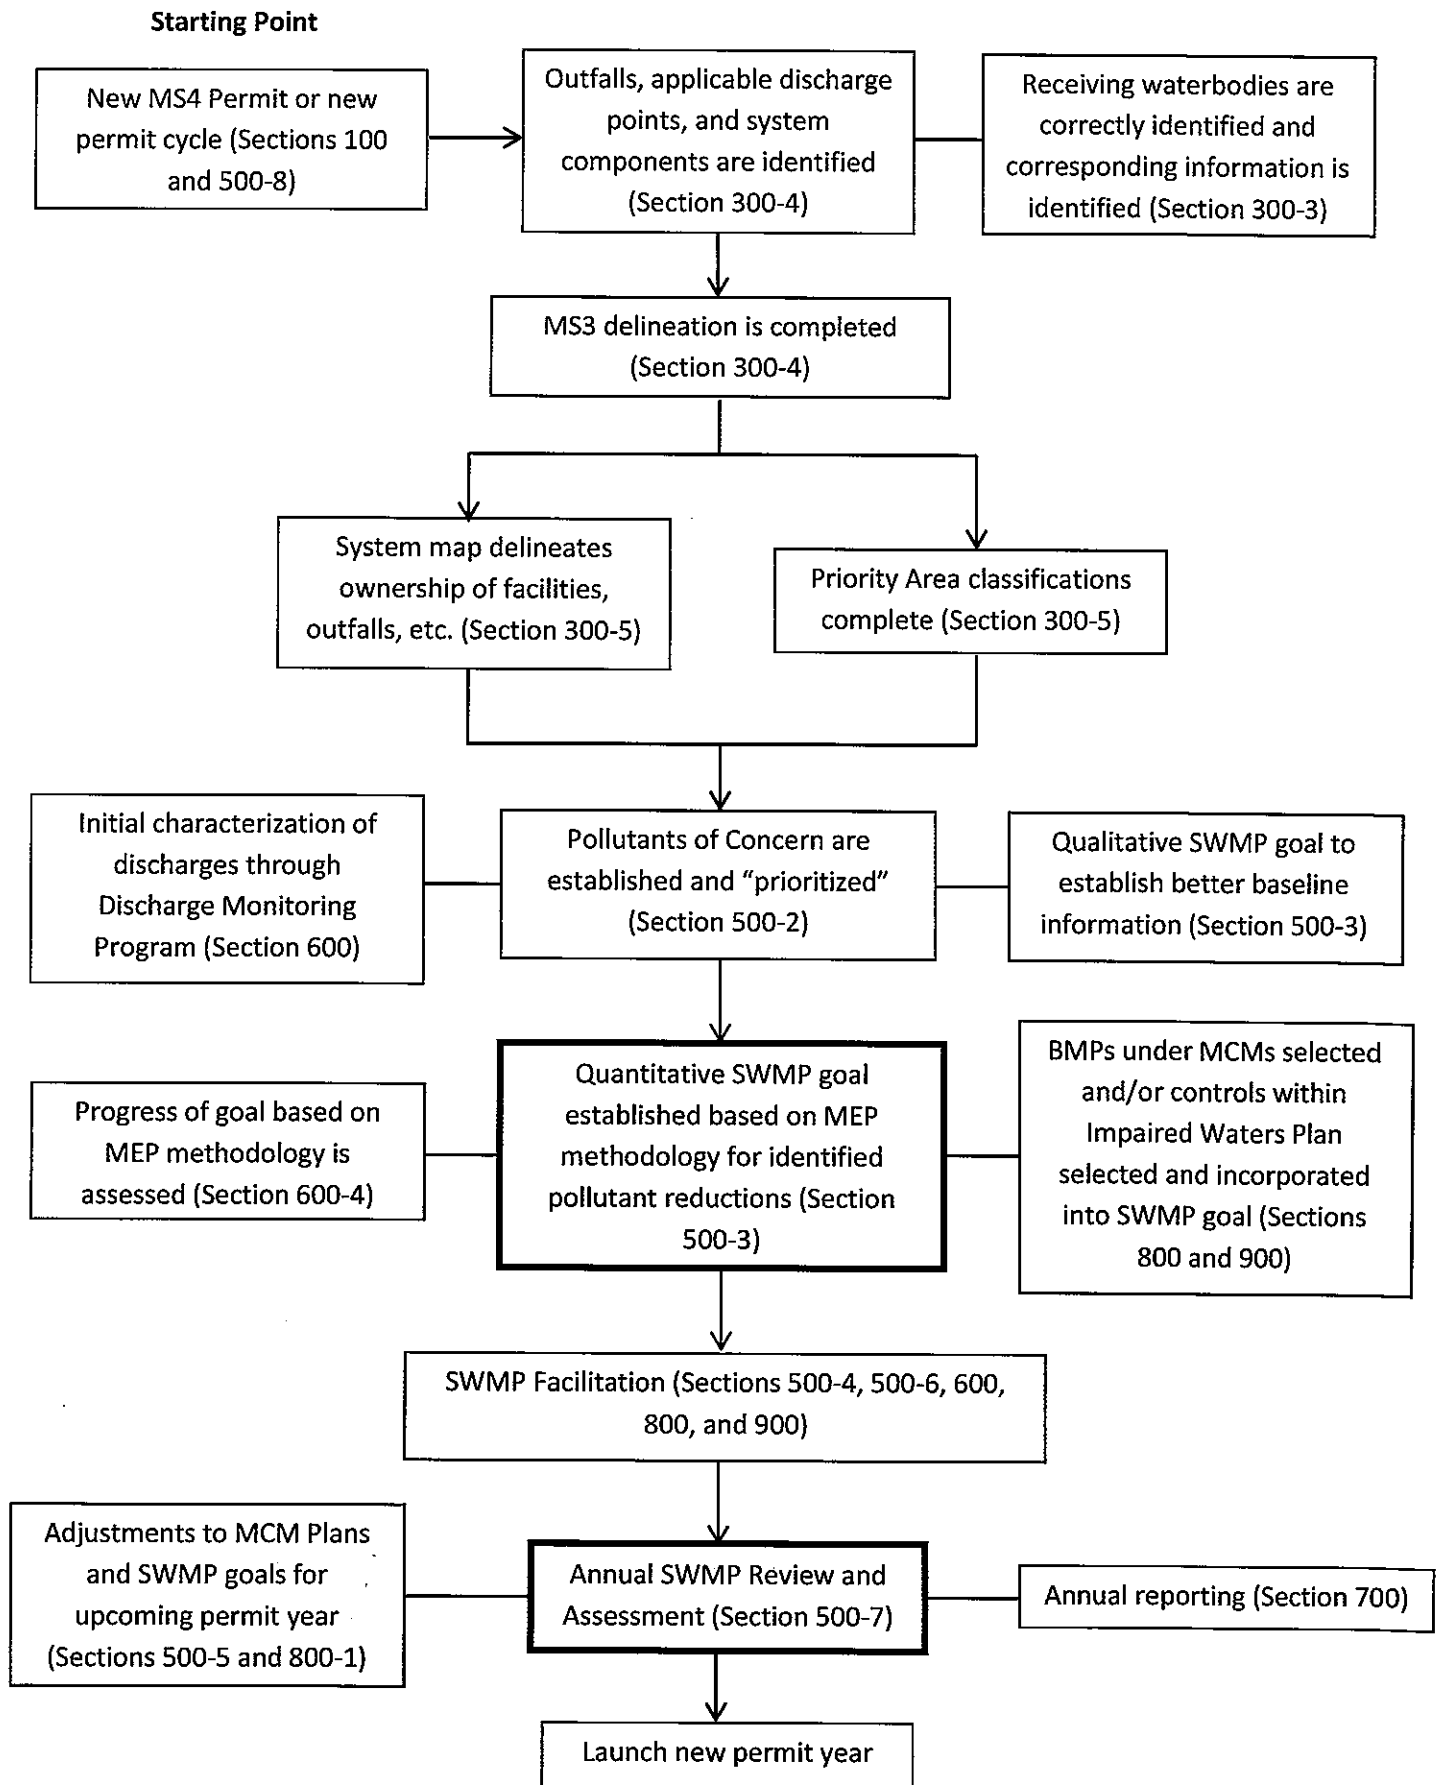 Starting Point
New MS4 Permit or new
permit cycle (Sections 100
and 500-8)
Outfalls, applicable discharge
points, and system
components are identified
(Section 300-4)
Receiving waterbodies are
correctly identified and
corresponding information is
identified (Section 300-3)
MS3 delineation is completed
(Section 300-4)
System map delineates
ownership of facilities,
outfalls, etc. (Section 300-5)
Priority Area classifications
complete (Section 300-5)
Initial characterization of
discharges through
Discharge Monitoring
Program (Section 600)
Pollutants of Concern are
established and “prioritized”
(Section 500-2)
Qualitative SWMP goal to
establish better baseline
information (Section 500-3)
Progress of goal based on
MEP methodology is
assessed (Section 600-4)
Quantitative SWMP goal
established based on MEP
methodology for identified
pollutant reductions (Section
500-3)
BMPs under MCMs selected
and/or controls within
Impaired Waters Plan
selected and incorporated
into SWMP goal (Sections
800 and 900)
SWMP Facilitation (Sections 500-4, 500-6, 600,
800, and 900)
Adjustments to MCM Plans
and SWMP goals for
upcoming permit year
(Sections 500-5 and 800-1)
Annual SWMP Review and
Assessment (Section 500-7)
Annual reporting (Section 700)
Launch new permit year